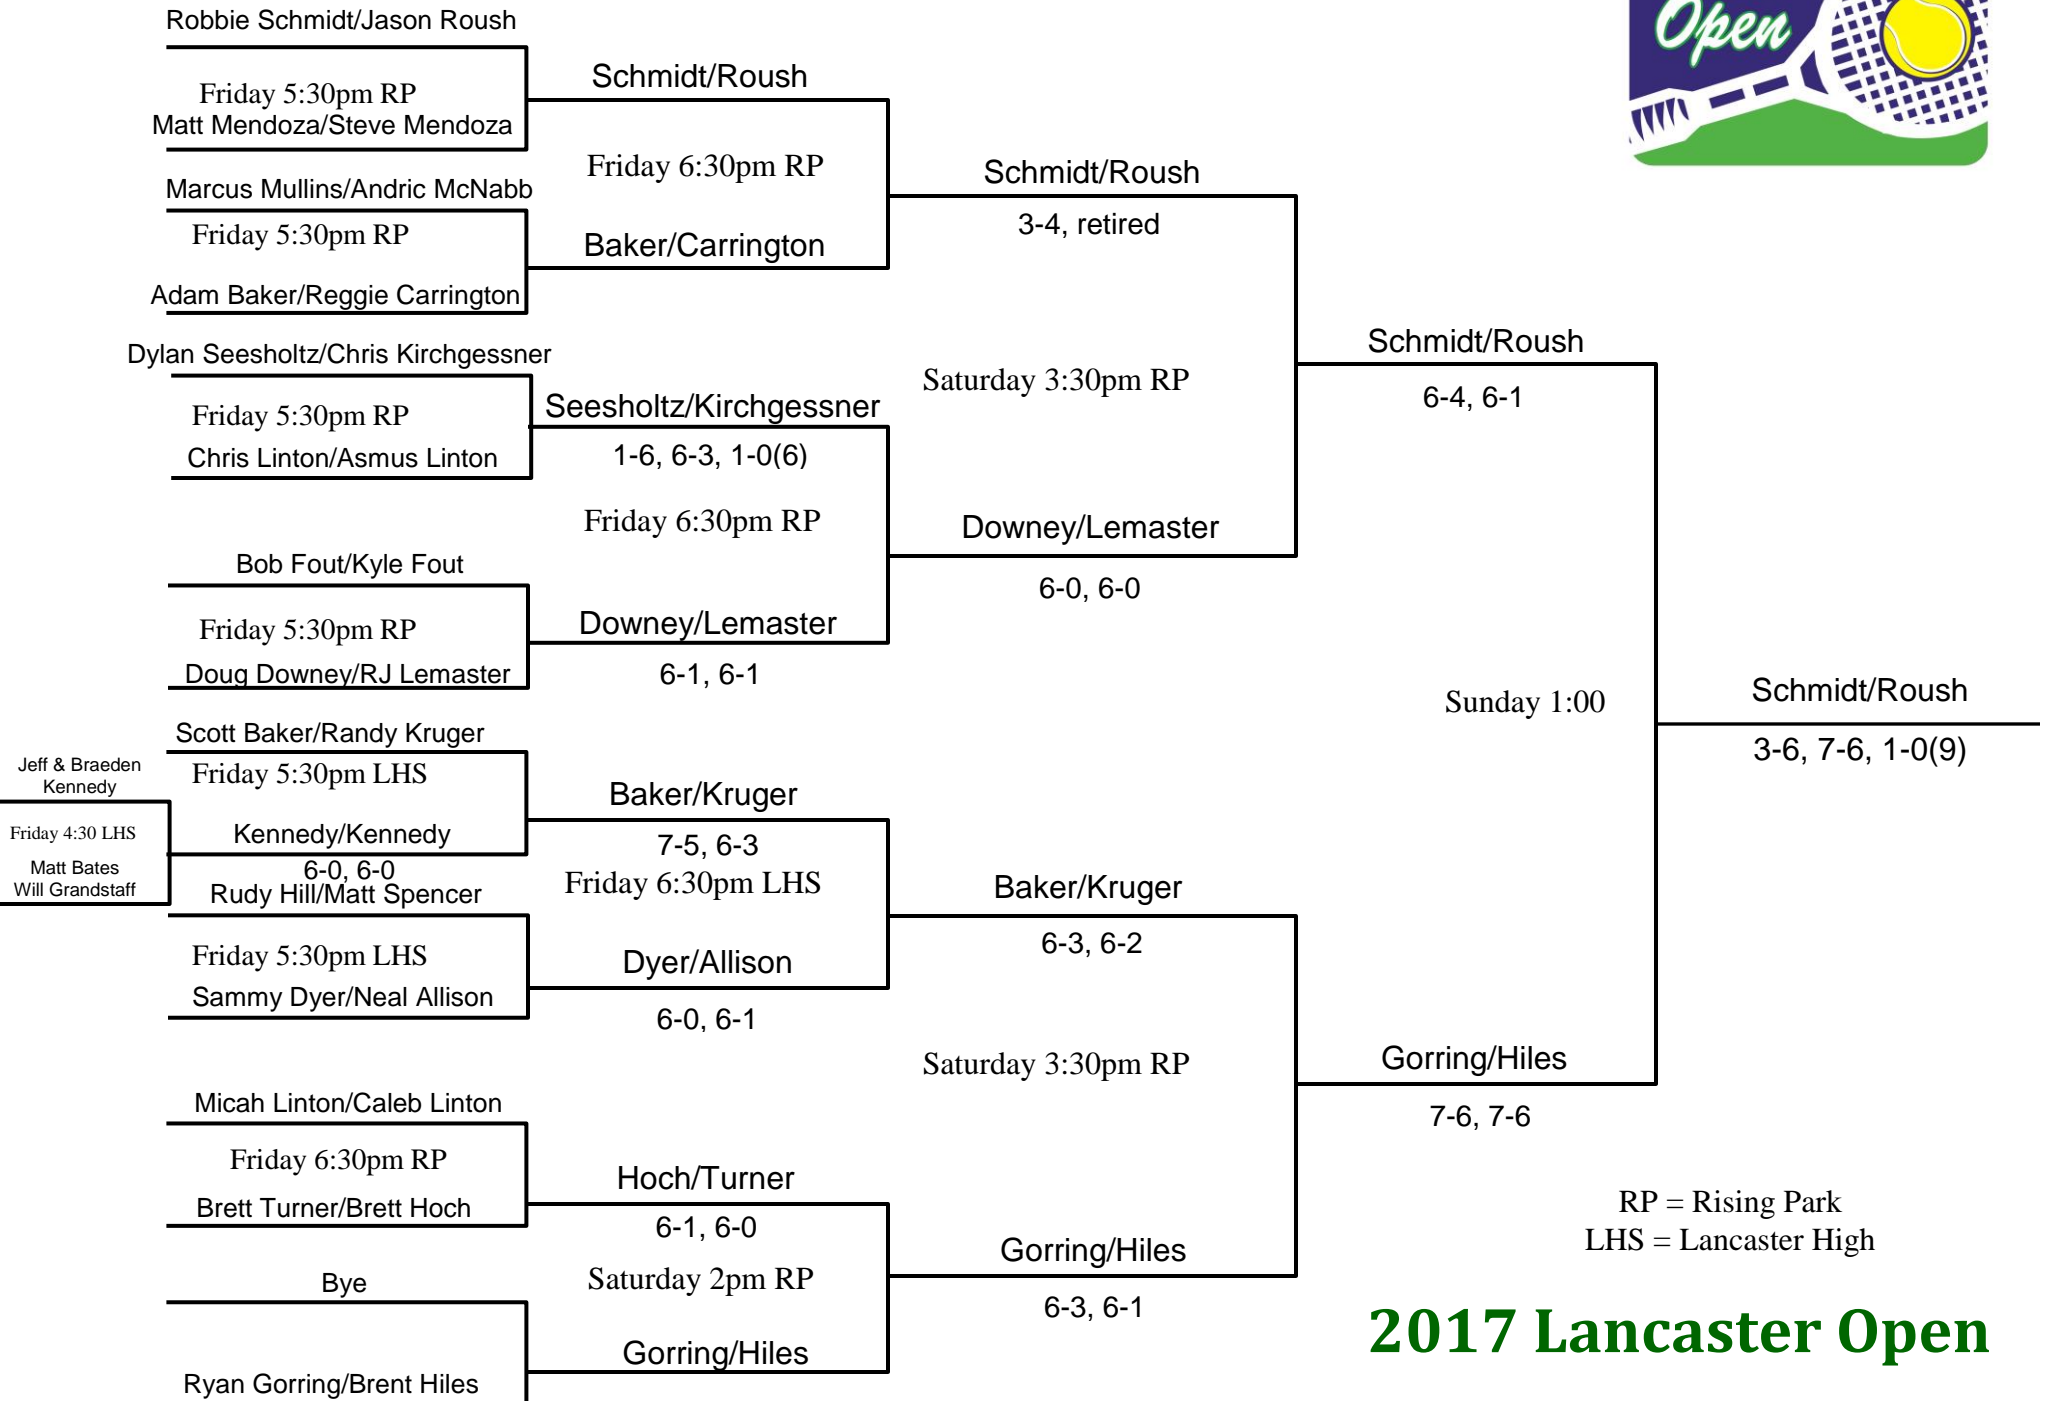 Open
Robbie Schmidt/Jason Roush
Friday 5:30pm RP
Matt Mendoza/Steve Mendoza
Marcus Mullins/Andric McNabb
Friday 5:30pm RP
Adam Baker/Reggie Carrington
Dylan Seesholtz/Chris Kirchgessner
Friday 5:30pm RP
Chris Linton/Asmus Linton
Bob Fout/Kyle Fout
Friday 5:30pm RP
Doug Downey/RJ Lemaster
Jeff & Braeden
Kennedy
Friday 4:30 LHS
Matt Bates
Will Grandstaff
Scott Baker/Randy Kruger
Friday 5:30pm LHS
Kennedy/Kennedy
6-0, 6-0
Rudy Hill/Matt Spencer
Friday 5:30pm LHS
Sammy Dyer/Neal Allison
Micah Linton/Caleb Linton
Friday 6:30pm RP
Brett Turner/Brett Hoch
Bye
Ryan Gorring/Brent Hiles
Schmidt/Roush
Friday 6:30pm RP
Baker/Carrington
Seesholtz/Kirchgessner
1-6, 6-3, 1-0(6)
Friday 6:30pm RP
Downey/Lemaster
6-1, 6-1
Baker/Kruger
7-5, 6-3
Friday 6:30pm LHS
Dyer/Allison
6-0, 6-1
Hoch/Turner
6-1, 6-0
Saturday 2pm RP
Gorring/Hiles
Schmidt/Roush
3-4, retired
Saturday 3:30pm RP
Downey/Lemaster
6-0, 6-0
Baker/Kruger
6-3, 6-2
Saturday 3:30pm RP
Gorring/Hiles
6-3, 6-1
Schmidt/Roush
6-4, 6-1
Sunday 1:00
Gorring/Hiles
7-6, 7-6
Schmidt/Roush
3-6, 7-6, 1-0(9)
RP = Rising Park
LHS = Lancaster High
2017 Lancaster Open